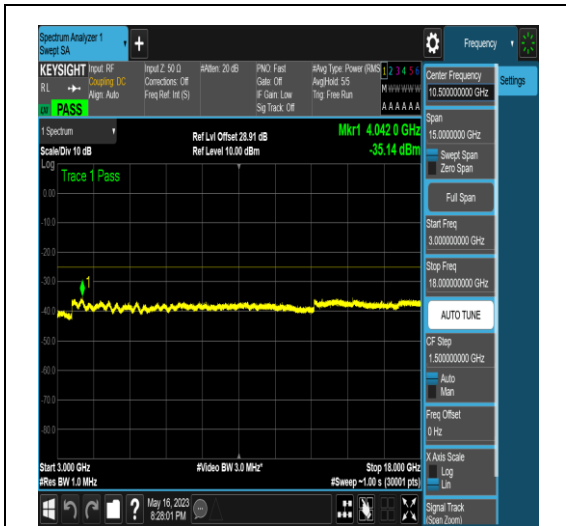 Spectrum Analyzer 1
Swept SA
+
Frequency
KEYSIGHT
RL
Input: RF
Coupling: DC
Align: Auto
Input Z: 50 Ω
Corrections: Off
Freq Ref: Int (S)
#Atten: 20 dB
PNO: Fast
Gate: Off
IF Gain: Low
Sig Track: Off
#Avg Type: Power (RMS
Avg|Hold: 5/5
Trig: Free Run
1 2 3 4 5 6
M W W W W W
A A A A A A
PASS
Center Frequency
10.500000000 GHz
Settings
Span
15.0000000 GHz
Swept Span
Zero Span
Full Span
Start Freq
3.000000000 GHz
Stop Freq
18.000000000 GHz
AUTO TUNE
CF Step
1.500000000 GHz
Auto
Man
Freq Offset
0 Hz
X Axis Scale
Log
Lin
Signal Track
(Span Zoom)
1 Spectrum
Scale/Div 10 dB
Ref Lvl Offset 28.91 dB
Ref Level 10.00 dBm
Mkr1 4.042 0 GHz
-35.14 dBm
Log
Trace 1 Pass
0.00
-10.0
-20.0
-30.0
1
-40.0
-50.0
-60.0
-70.0
-80.0
Start 3.000 GHz
#Res BW 1.0 MHz
#Video BW 3.0 MHz*
Stop 18.000 GHz
#Sweep ~1.00 s (30001 pts)
?
May 16, 2023
8:28:01 PM